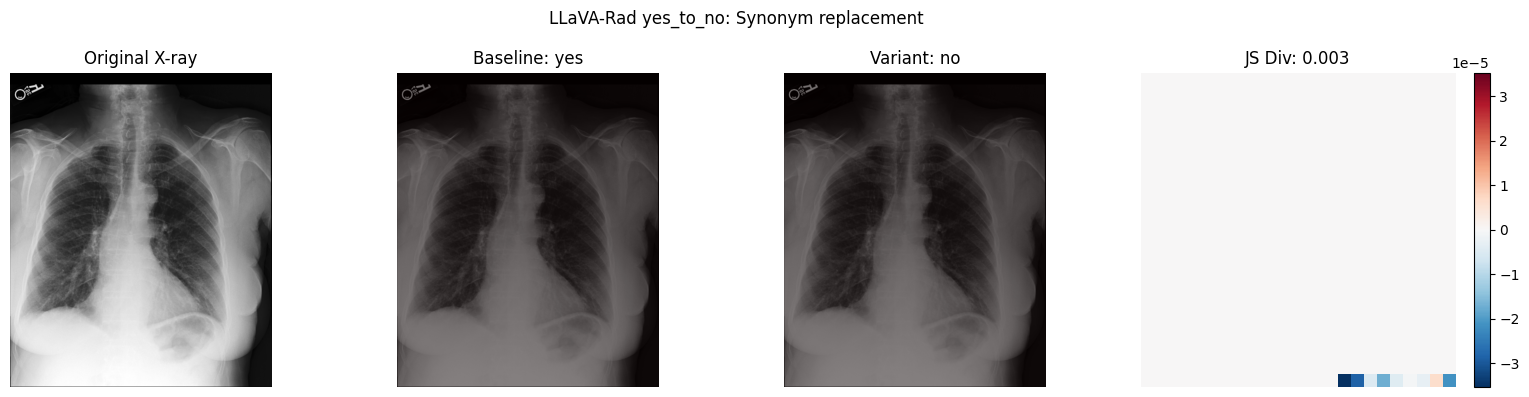 LLaVA-Rad yes_to_no: Synonym replacement
Original X-ray
Baseline: yes
Variant: no
JS Div: 0.003
1e−5
3
2
1
0
−1
−2
−3